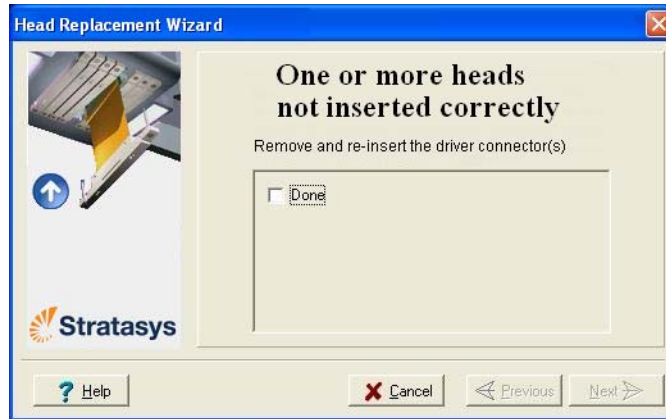 Head Replacement Wizard
One or more heads
not inserted correctly
Remove and re-insert the driver connector(s)
Done
Stratasys
? Help
Cancel
Previous
Next